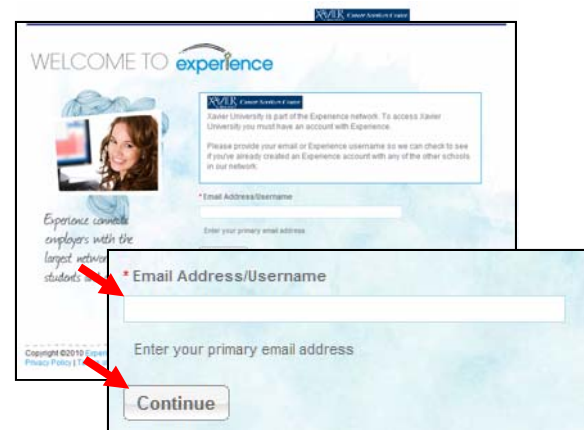 XAVIER Career Services Center
WELCOME TO experience
XAVIER Career Services Center
Xavier University is part of the Experience network. To access Xavier
University you must have an account with Experience.
Please provide your email or Experience username so we can check to see
if you've already created an Experience account with any of the other schools
in our network.
* Email Address/Username
Enter your primary email address
Experience connects
employers with the
largest
students
Copyright ©2010
Privacy Policy |
* Email Address/Username
Enter your primary email address
Continue